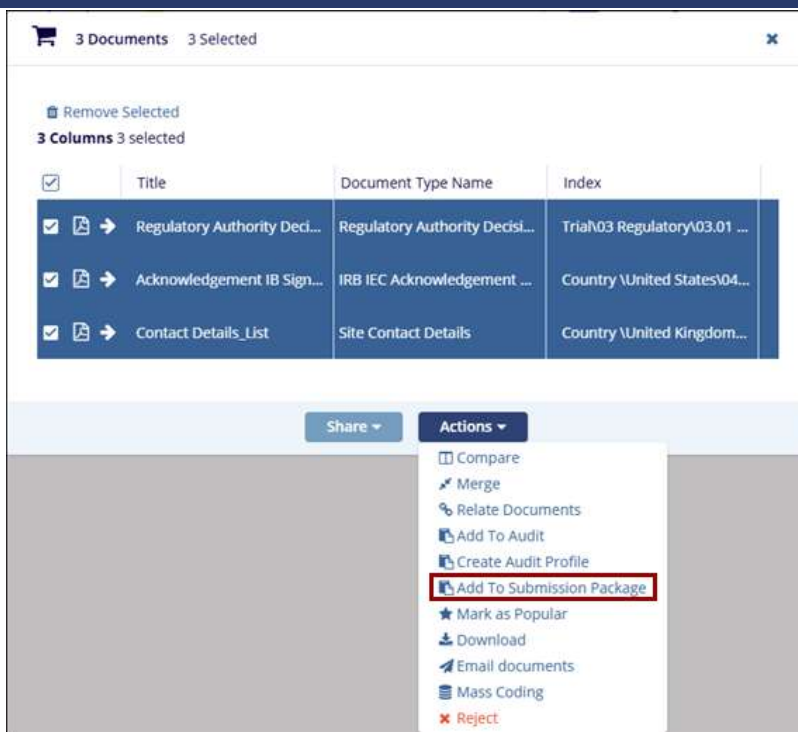 3 Documents 3 Selected
Remove Selected
3 Columns 3 selected
Title Document Type Name Index
Regulatory Authority Deci... Regulatory Authority Decisi... Trial\03 Regulatory\03.01 ...
Acknowledgement IB Sign... IRB IEC Acknowledgement ... Country \United States\04...
Contact Details_List Site Contact Details Country \United Kingdom...
Share Actions
Compare
Merge
Relate Documents
Add To Audit
Create Audit Profile
Add To Submission Package
Mark as Popular
Download
Email documents
Mass Coding
Reject